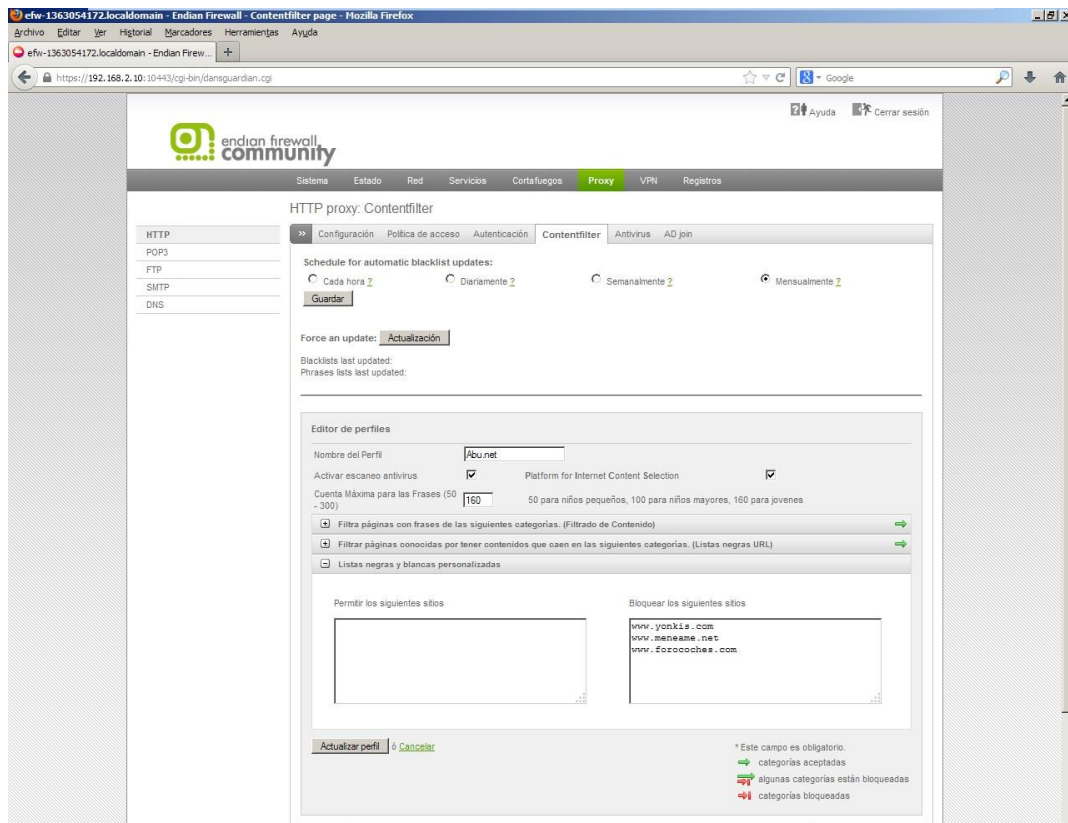 efw-1363054172.localdomain - Endian Firewall - Contentfilter page - Mozilla Firefox
Archivo Editar Ver Historial Marcadores Herramientas Ayuda
efw-1363054172.localdomain - Endian Firew... +
https://192.168.2.10:10443/cgi-bin/dansguardian.cgi
Google
Ayuda Cerrar sesión
endian firewall
community
Sistema Estado Red Servicios Cortafuegos Proxy VPN Registros
HTTP proxy: Contentfilter
HTTP
POP3
FTP
SMTP
DNS
» Configuración Política de acceso Autenticación Contentfilter Antivirus AD join
Schedule for automatic blacklist updates:
Cada hora ? Diariamente ? Semanalmente ? Mensualmente ?
Guardar
Force an update: Actualización
Blacklists last updated:
Phrases lists last updated:
Editor de perfiles
Nombre del Perfil Abu.net
Activar escaneo antivirus Platform for Internet Content Selection
Cuenta Máxima para las Frases (50 - 300) 160 50 para niños pequeños, 100 para niños mayores, 160 para jovenes
Filtra páginas con frases de las siguientes categorías. (Filtrado de Contenido)
Filtrar páginas conocidas por tener contenidos que caen en las siguientes categorías. (Listas negras URL)
Listas negras y blancas personalizadas
Permitir los siguientes sitios
Bloquear los siguientes sitios
www.yonkis.com
www.meneame.net
www.forocoches.com
Actualizar perfil ó Cancelar
* Este campo es obligatorio.
categorías aceptadas
algunas categorías están bloqueadas
categorías bloqueadas